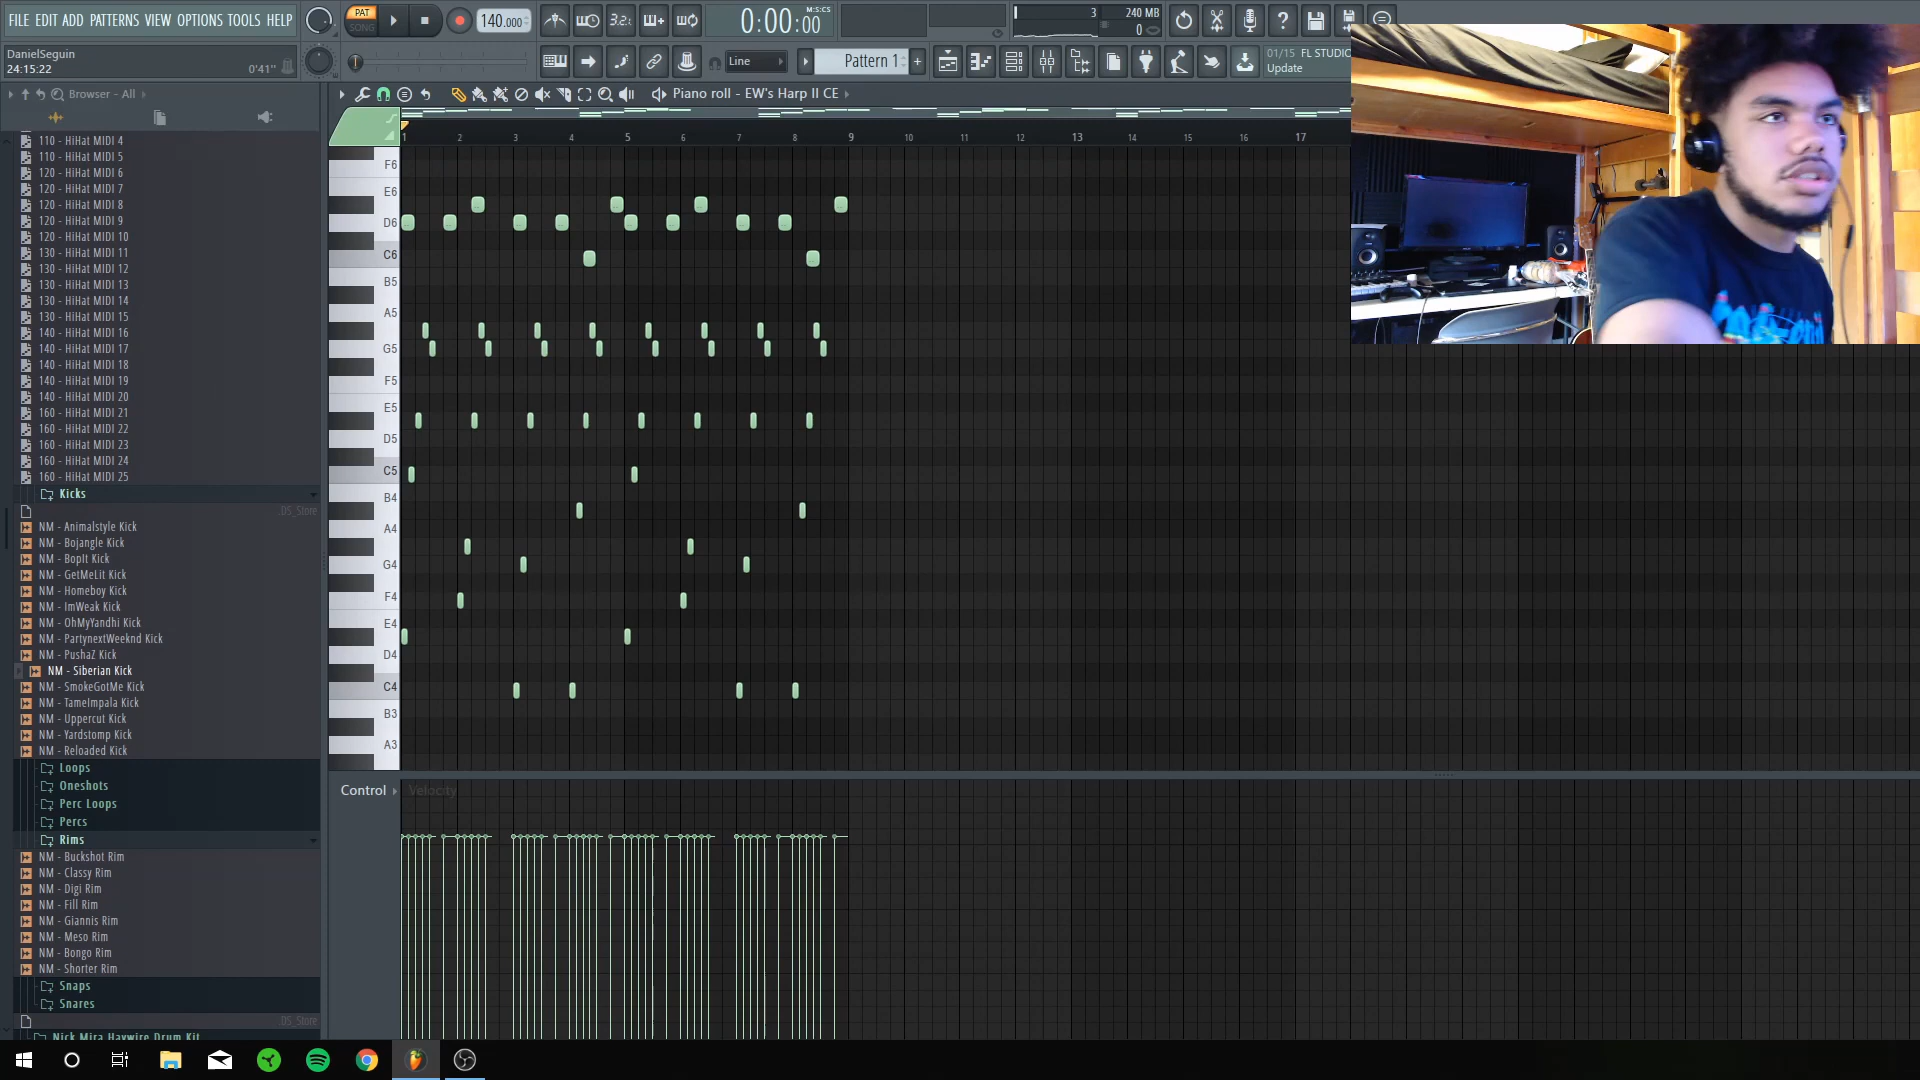 FILE EDIT ADD PATTERNS VIEW OPTIONS TOOLS HELP
PAT
SONG
140.000
3.2.
0:00:00
M:S:CS
3
240 MB
0
DanielSeguin
24:15:22
0'41"
Line
Pattern 1
01/15 FL STUDIO
Update
Browser - All
Piano roll - EW's Harp II CE
1 2 3 4 5 6 7 8 9 10 11 12 13 14 15 16 17
110 - HiHat MIDI 4
110 - HiHat MIDI 5
120 - HiHat MIDI 6
120 - HiHat MIDI 7
120 - HiHat MIDI 8
120 - HiHat MIDI 9
120 - HiHat MIDI 10
130 - HiHat MIDI 11
130 - HiHat MIDI 12
130 - HiHat MIDI 13
130 - HiHat MIDI 14
130 - HiHat MIDI 15
140 - HiHat MIDI 16
140 - HiHat MIDI 17
140 - HiHat MIDI 18
140 - HiHat MIDI 19
140 - HiHat MIDI 20
160 - HiHat MIDI 21
160 - HiHat MIDI 22
160 - HiHat MIDI 23
160 - HiHat MIDI 24
160 - HiHat MIDI 25
Kicks
.DS_Store
NM - Animalstyle Kick
NM - Bojangle Kick
NM - BopIt Kick
NM - GetMeLit Kick
NM - Homeboy Kick
NM - ImWeak Kick
NM - OhMyYandhi Kick
NM - PartynextWeeknd Kick
NM - PushaZ Kick
NM - Siberian Kick
NM - SmokeGotMe Kick
NM - TameImpala Kick
NM - Uppercut Kick
NM - Yardstomp Kick
NM - Reloaded Kick
Loops
Oneshots
Perc Loops
Percs
Rims
NM - Buckshot Rim
NM - Classy Rim
NM - Digi Rim
NM - Fill Rim
NM - Giannis Rim
NM - Meso Rim
NM - Bongo Rim
NM - Shorter Rim
Snaps
Snares
.DS_Store
Nick Mira Haywire Drum Kit
F6
E6
D6
C6
B5
A5
G5
F5
E5
D5
C5
B4
A4
G4
F4
E4
D4
C4
B3
A3
Control
Velocity